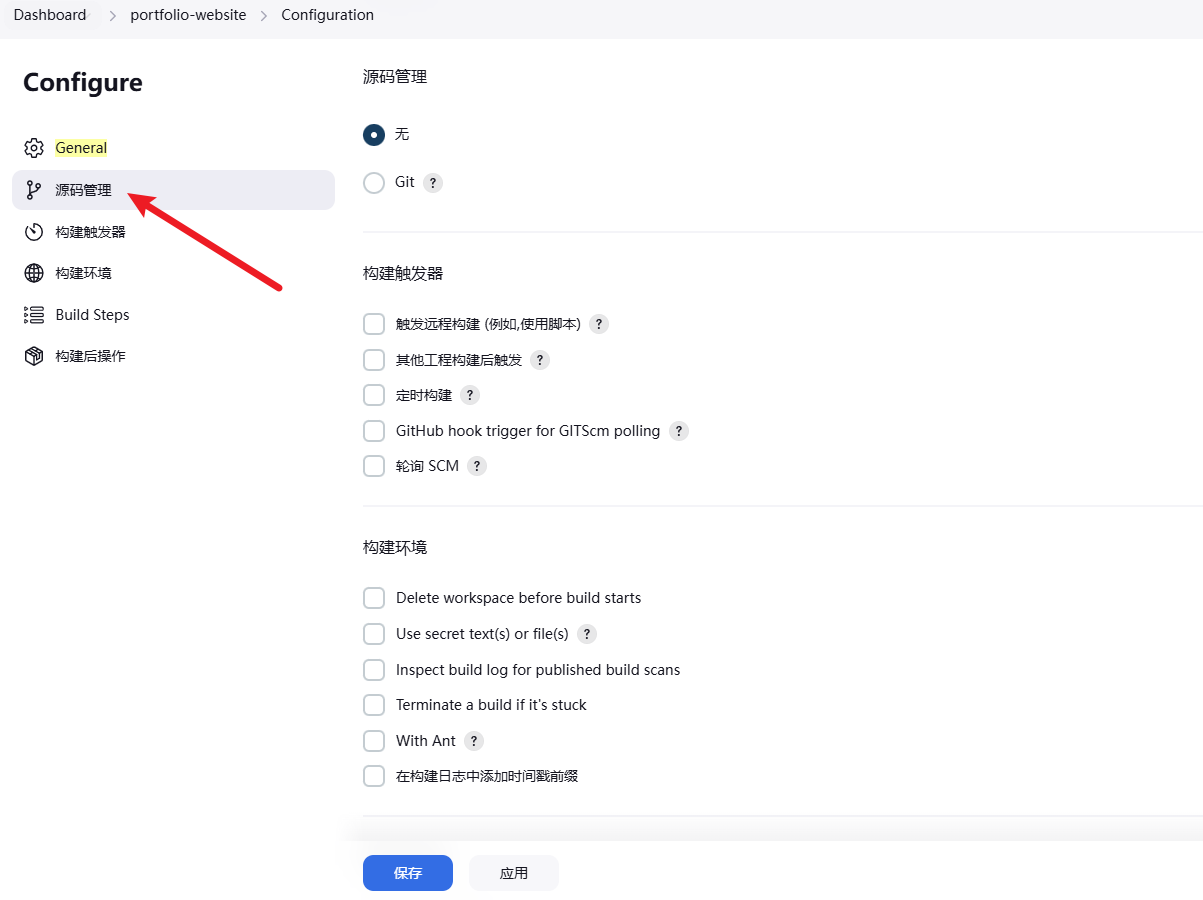 Dashboard > portfolio-website > Configuration
Configure
General
源码管理
构建触发器
构建环境
Build Steps
构建后操作
源码管理
无
Git ?
构建触发器
触发远程构建 (例如,使用脚本) ?
其他工程构建后触发 ?
定时构建 ?
GitHub hook trigger for GITScm polling ?
轮询 SCM ?
构建环境
Delete workspace before build starts
Use secret text(s) or file(s) ?
Inspect build log for published build scans
Terminate a build if it's stuck
With Ant ?
在构建日志中添加时间戳前缀
保存 应用